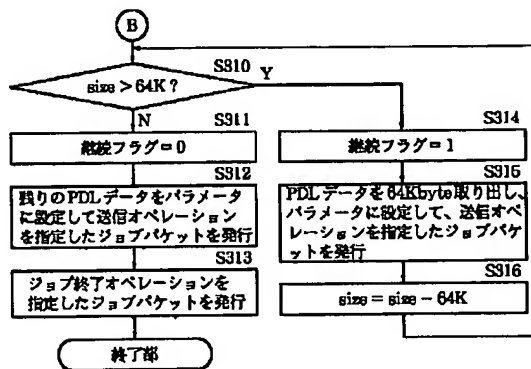 B
S310
size > 64K ?
Y
N
S311
継続フラグ=0
S312
残りのPDLデータをパラメータ
に設定して送信オペレーション
を指定したジョブパケットを発行
S313
ジョブ終了オペレーションを
指定したジョブパケットを発行
終了部
S314
継続フラグ=1
S315
PDLデータを64Kbyte取り出し、
パラメータに設定して、送信オペ
レーションを指定したジョブパケ
ットを発行
S316
size = size − 64K